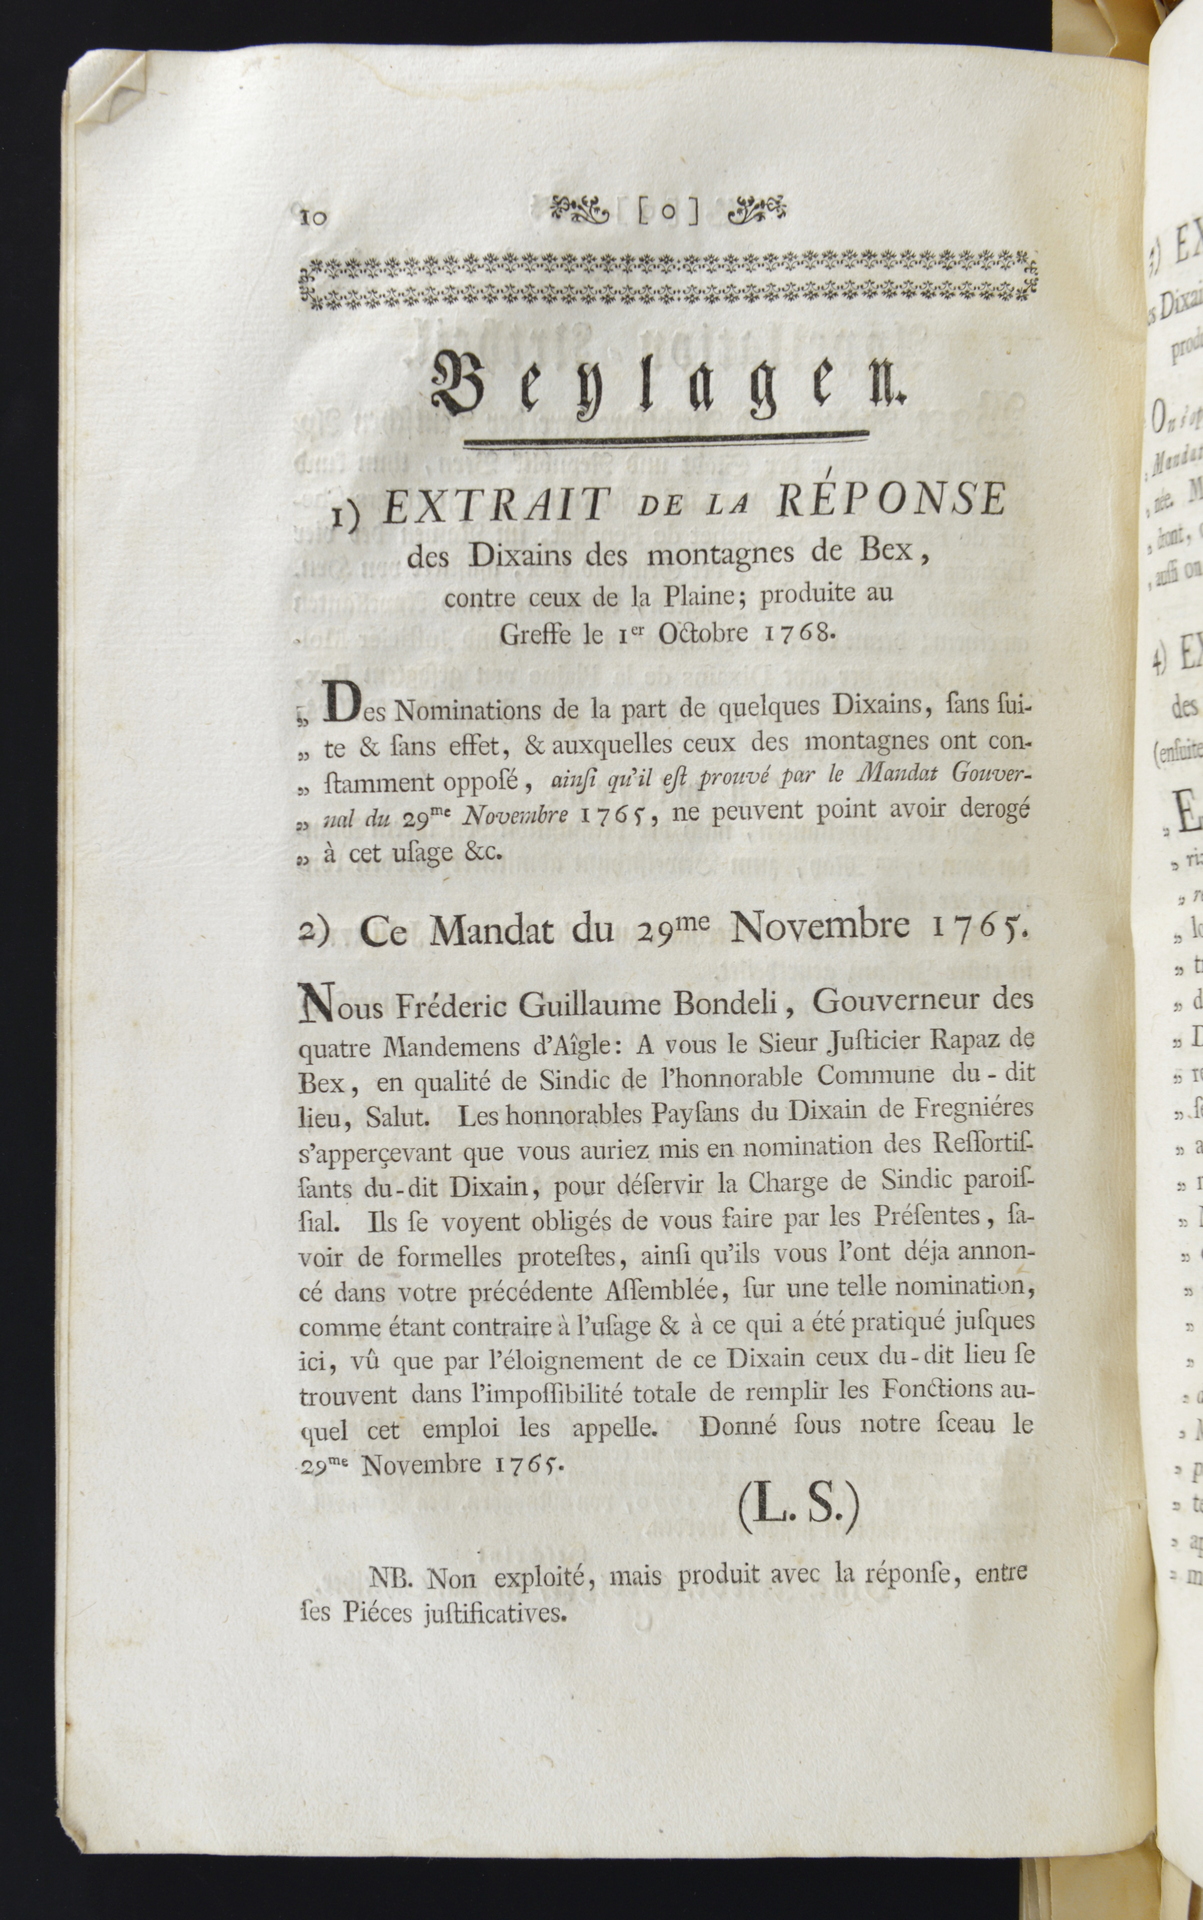 10
[ o ]
Beylagen.
1) EXTRAIT DE LA RÉPONSE
des Dixains des montagnes de Bex,
contre ceux de la Plaine; produite au
Greffe le 1er Octobre 1768.
„ Des Nominations de la part de quelques Dixains, ſans ſui-
„ te & ſans effet, & auxquelles ceux des montagnes ont con-
„ ſtamment oppoſé, ainſi qu'il eſt prouvé par le Mandat Gouver-
„ nal du 29me Novembre 1765, ne peuvent point avoir derogé
„ à cet uſage &c.
2) Ce Mandat du 29me Novembre 1765.
Nous Fréderic Guillaume Bondeli, Gouverneur des
quatre Mandemens d'Aîgle: A vous le Sieur Juſticier Rapaz de
Bex, en qualité de Sindic de l'honnorable Commune du-dit
lieu, Salut. Les honnorables Payſans du Dixain de Fregniéres
s'apperçevant que vous auriez mis en nomination des Reſſortiſ-
ſants du-dit Dixain, pour déſervir la Charge de Sindic paroiſ-
ſial. Ils ſe voyent obligés de vous faire par les Préſentes, ſa-
voir de formelles proteſtes, ainſi qu'ils vous l'ont déja annon-
cé dans votre précédente Aſſemblée, ſur une telle nomination,
comme étant contraire à l'uſage & à ce qui a été pratiqué juſques
ici, vû que par l'éloignement de ce Dixain ceux du-dit lieu ſe
trouvent dans l'impoſſibilité totale de remplir les Fonctions au-
quel cet emploi les appelle. Donné ſous notre ſceau le
29me Novembre 1765.
(L. S.)
NB. Non exploité, mais produit avec la réponſe, entre
ſes Piéces juſtificatives.